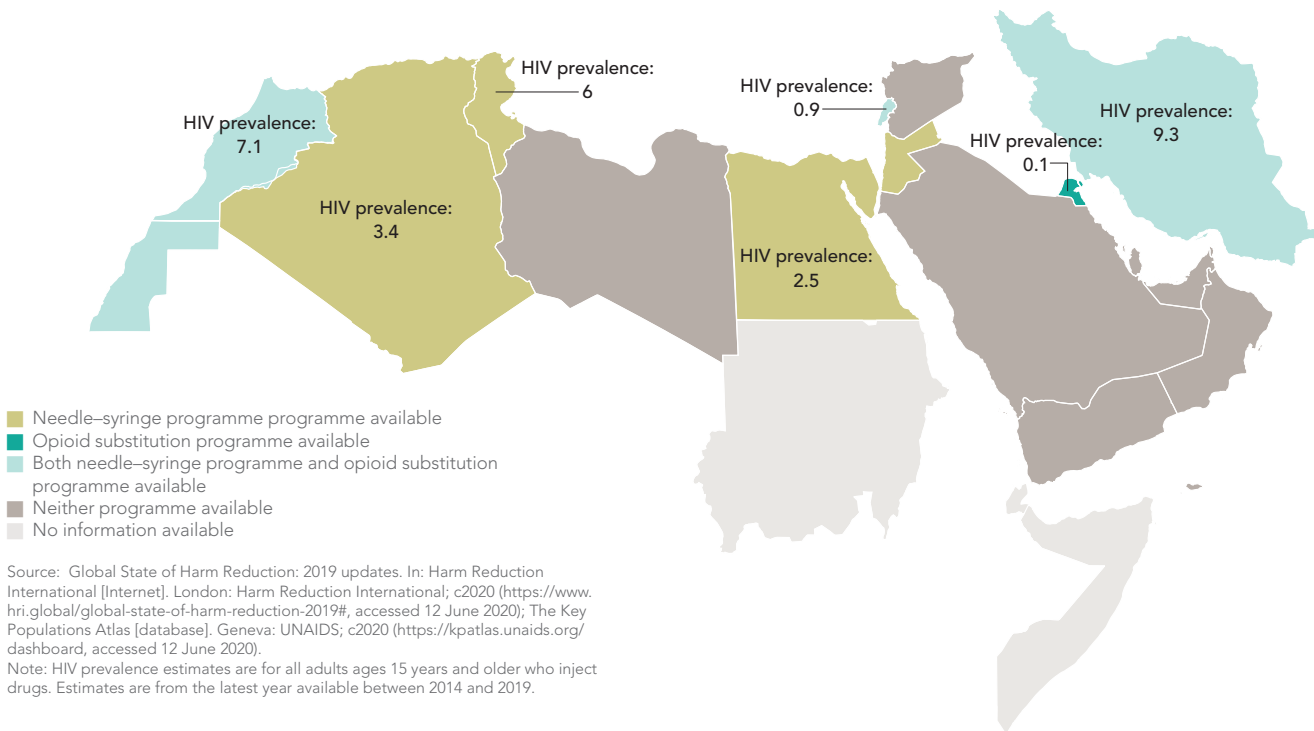 HIV prevalence:
6
HIV prevalence:
0.9
HIV prevalence:
9.3
HIV prevalence:
7.1
HIV prevalence:
0.1
HIV prevalence:
3.4
HIV prevalence:
2.5
Needle–syringe programme programme available
Opioid substitution programme available
Both needle–syringe programme and opioid substitution
programme available
Neither programme available
No information available
Source: Global State of Harm Reduction: 2019 updates. In: Harm Reduction
International [Internet]. London: Harm Reduction International; c2020 (https://www.
hri.global/global-state-of-harm-reduction-2019#, accessed 12 June 2020); The Key
Populations Atlas [database]. Geneva: UNAIDS; c2020 (https://kpatlas.unaids.org/
dashboard, accessed 12 June 2020).
Note: HIV prevalence estimates are for all adults ages 15 years and older who inject
drugs. Estimates are from the latest year available between 2014 and 2019.